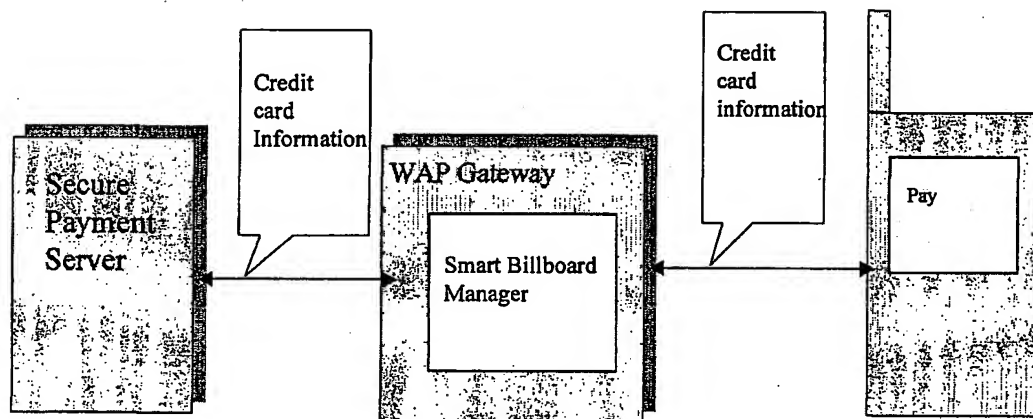 Credit
card
Information
Credit
card
information
Secure
Payment
Server
WAP Gateway
Smart Billboard
Manager
Pay